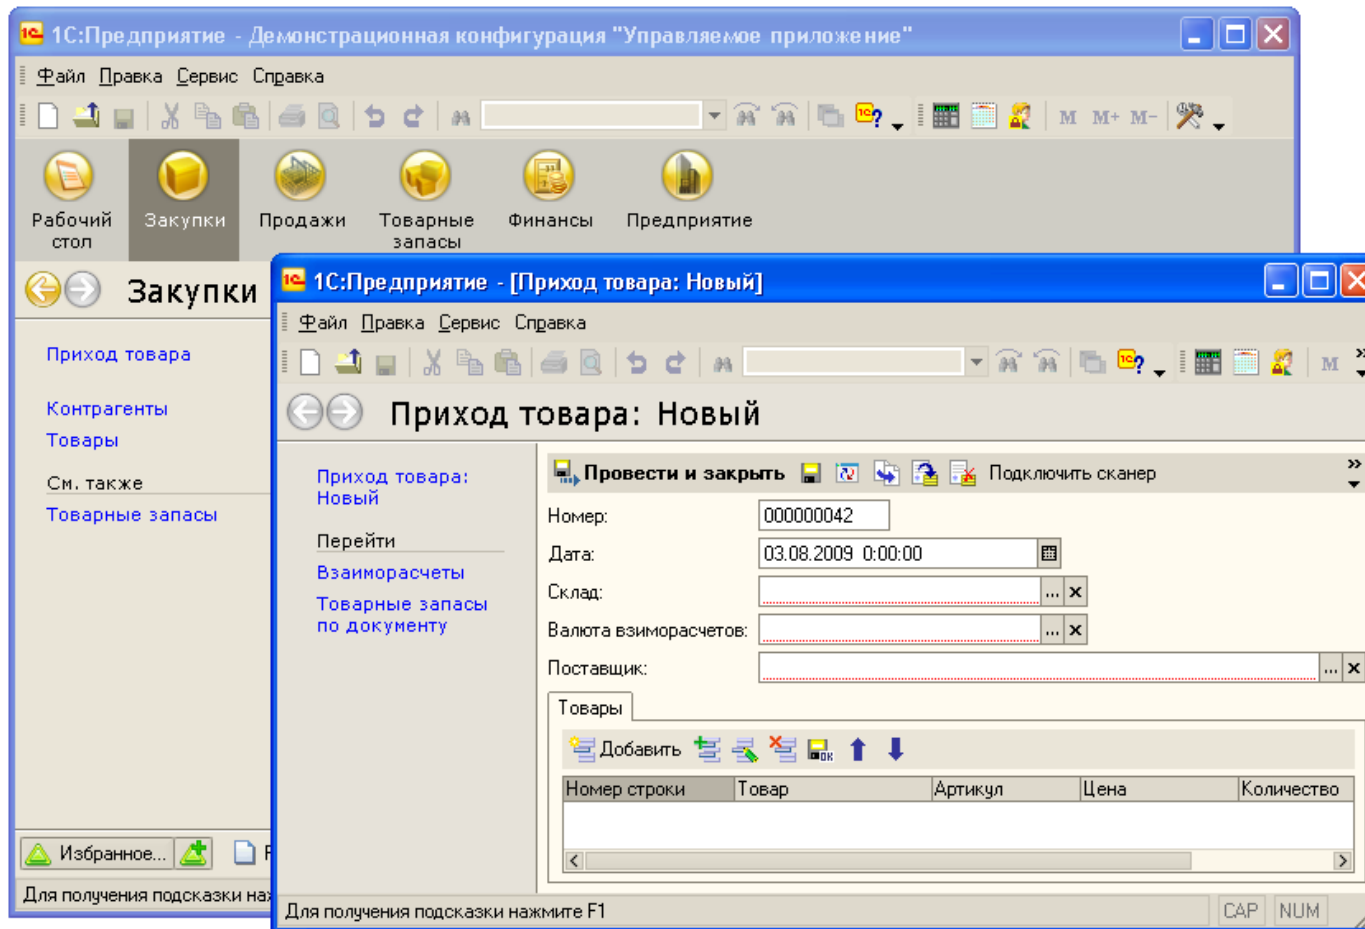 1С:Предприятие - Демонстрационная конфигурация "Управляемое приложение"
Файл Правка Сервис Справка
M M+ M-
Рабочий стол
Закупки
Продажи
Товарные запасы
Финансы
Предприятие
Закупки
Приход товара
Контрагенты
Товары
См. также
Товарные запасы
Избранное...
Для получения подсказки
1С:Предприятие - [Приход товара: Новый]
Файл Правка Сервис Справка
M
Приход товара: Новый
Приход товара:
Новый
Перейти
Взаиморасчеты
Товарные запасы
по документу
Провести и закрыть Подключить сканер
Номер: 000000042
Дата: 03.08.2009 0:00:00
Склад:
Валюта взиморасчетов:
Поставщик:
Товары
Добавить OK
Номер строки Товар Артикул Цена Количество
Для получения подсказки нажмите F1 CAP NUM